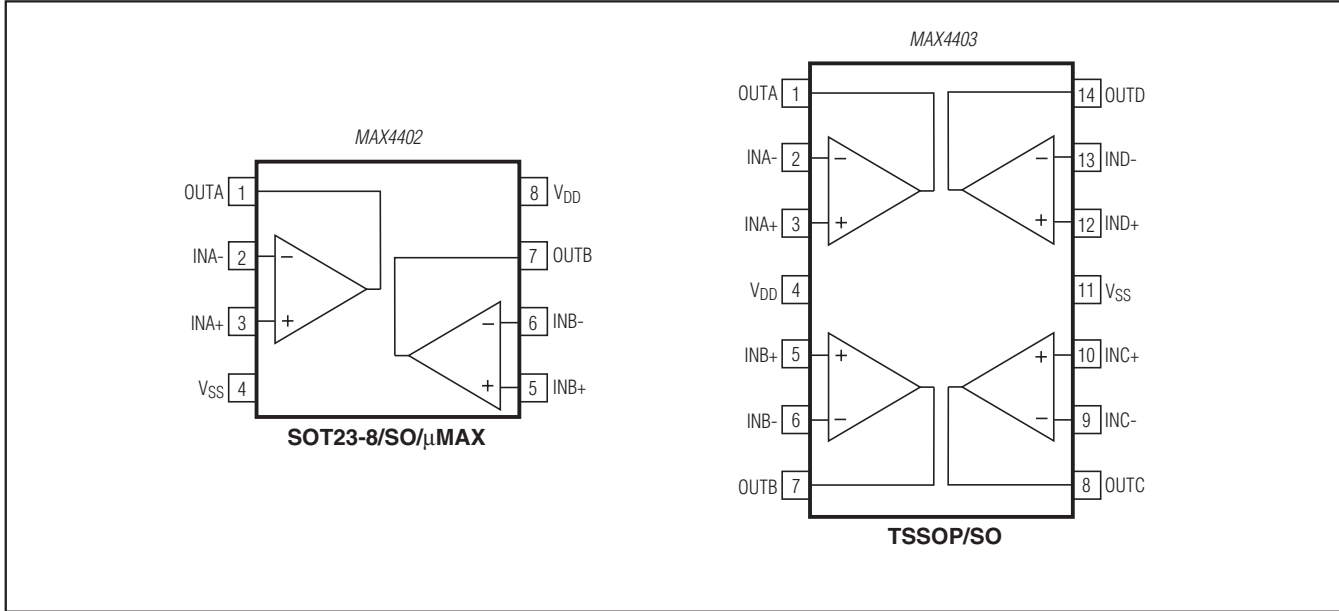 MAX4402
OUTA 1
8 VDD
INA- 2
7 OUTB
INA+ 3
6 INB-
VSS 4
5 INB+
− + − +
SOT23-8/SO/µMAX
MAX4403
OUTA 1
14 OUTD
INA- 2
13 IND-
INA+ 3
12 IND+
VDD 4
11 VSS
INB+ 5
10 INC+
INB- 6
9 INC-
OUTB 7
8 OUTC
− − + + + + − −
TSSOP/SO